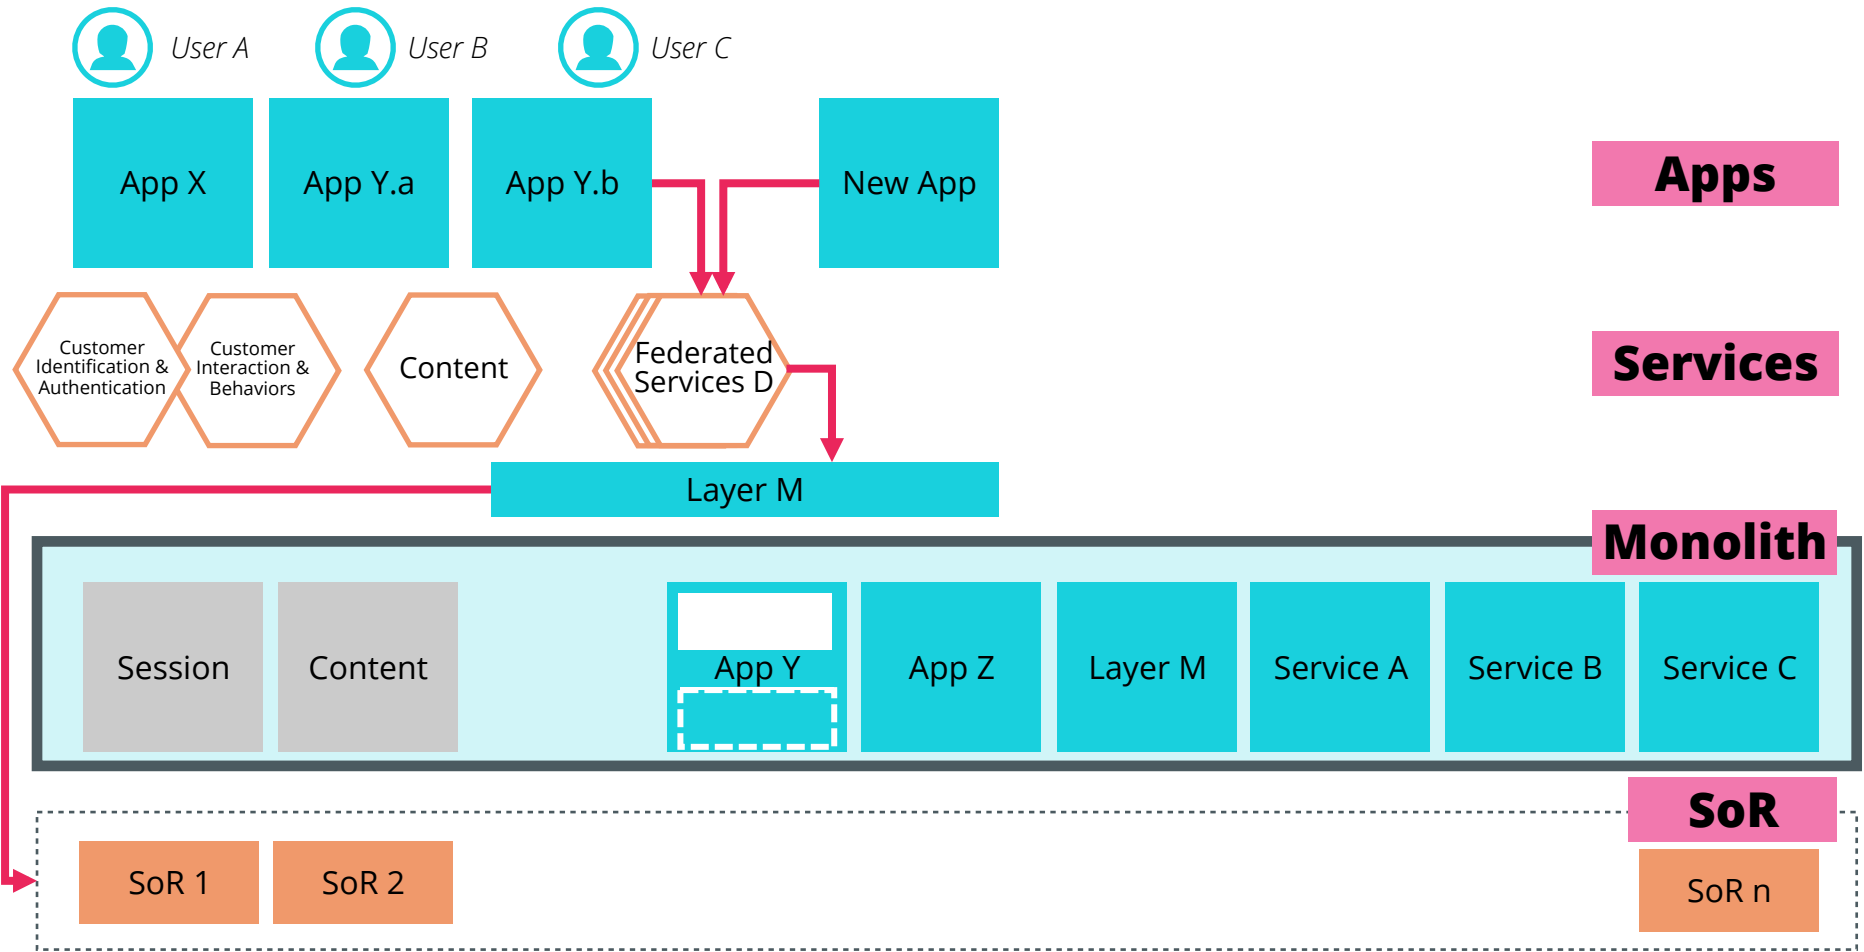 User A
User B
User C
App X
App Y.a
App Y.b
New App
Apps
Customer
Identification &
Authentication
Customer
Interaction &
Behaviors
Content
Federated
Services D
Services
Layer M
Monolith
Session
Content
App Y
App Z
Layer M
Service A
Service B
Service C
SoR
SoR 1
SoR 2
SoR n